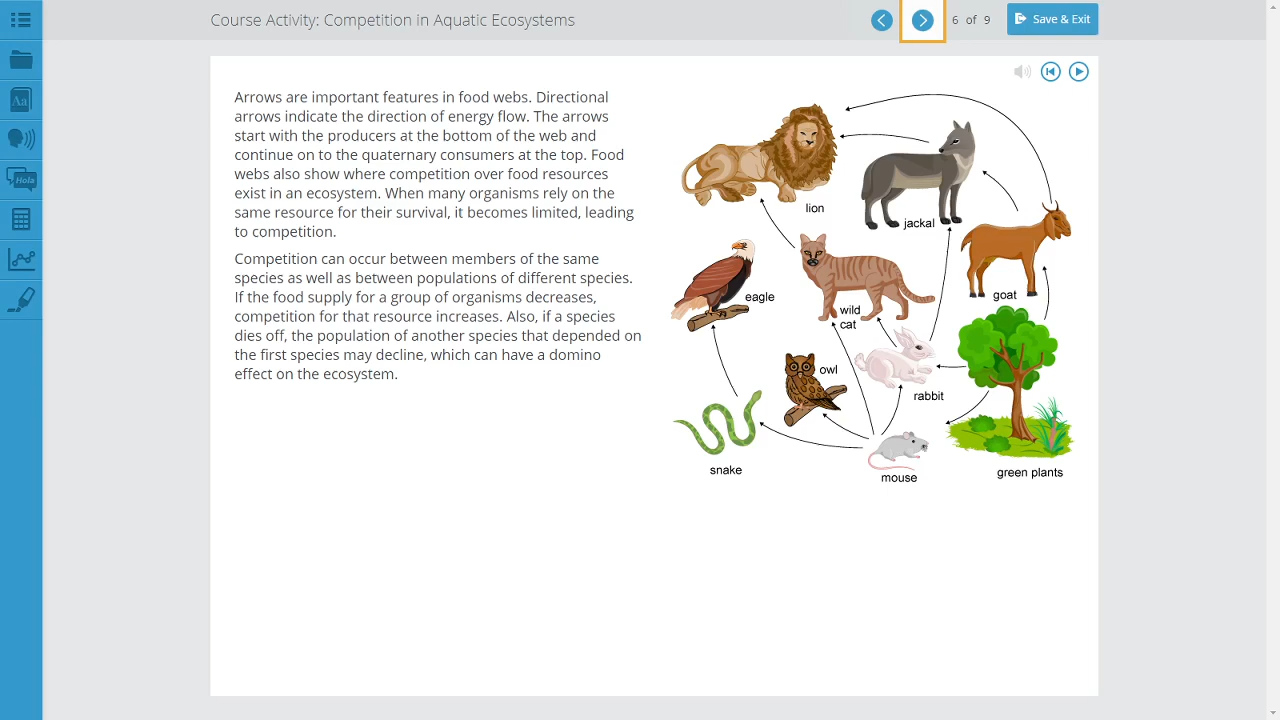 Course Activity: Competition in Aquatic Ecosystems
6 of 9
Save & Exit
Aa
Hola
Arrows are important features in food webs. Directional
arrows indicate the direction of energy flow. The arrows
start with the producers at the bottom of the web and
continue on to the quaternary consumers at the top. Food
webs also show where competition over food resources
exist in an ecosystem. When many organisms rely on the
same resource for their survival, it becomes limited, leading
to competition.
Competition can occur between members of the same
species as well as between populations of different species.
If the food supply for a group of organisms decreases,
competition for that resource increases. Also, if a species
dies off, the population of another species that depended on
the first species may decline, which can have a domino
effect on the ecosystem.
lion
jackal
eagle
goat
wild
cat
owl
rabbit
snake
mouse
green plants